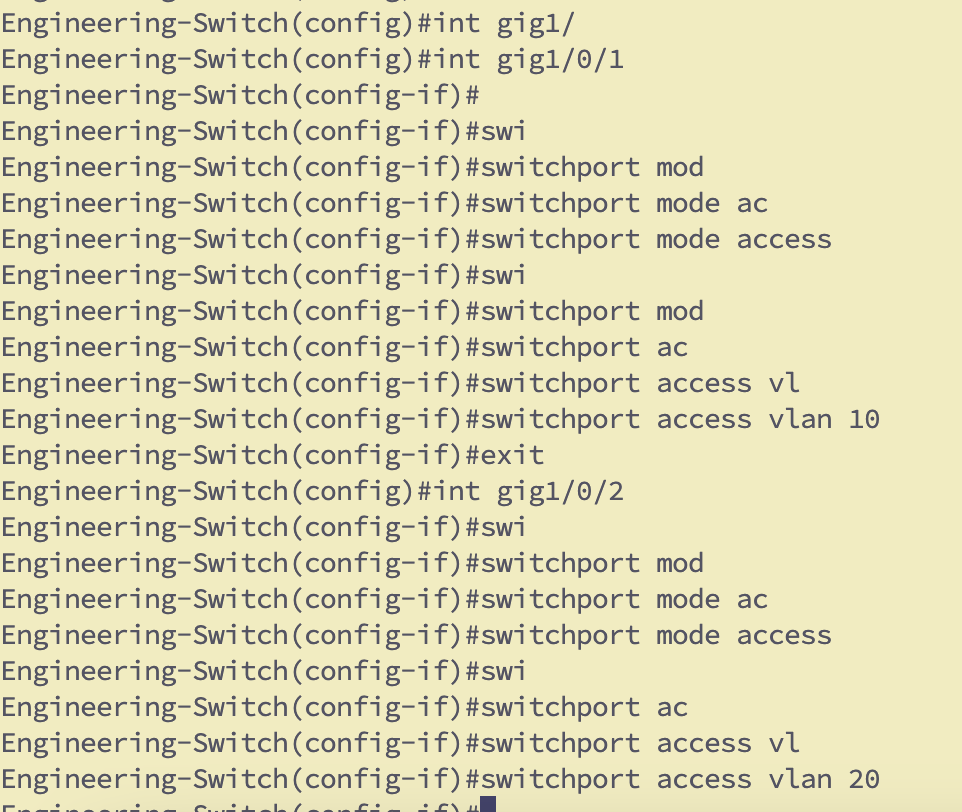 Engineering-Switch(config)#int gig1/
Engineering-Switch(config)#int gig1/0/1
Engineering-Switch(config-if)#
Engineering-Switch(config-if)#swi
Engineering-Switch(config-if)#switchport mod
Engineering-Switch(config-if)#switchport mode ac
Engineering-Switch(config-if)#switchport mode access
Engineering-Switch(config-if)#swi
Engineering-Switch(config-if)#switchport mod
Engineering-Switch(config-if)#switchport ac
Engineering-Switch(config-if)#switchport access vl
Engineering-Switch(config-if)#switchport access vlan 10
Engineering-Switch(config-if)#exit
Engineering-Switch(config)#int gig1/0/2
Engineering-Switch(config-if)#swi
Engineering-Switch(config-if)#switchport mod
Engineering-Switch(config-if)#switchport mode ac
Engineering-Switch(config-if)#switchport mode access
Engineering-Switch(config-if)#swi
Engineering-Switch(config-if)#switchport ac
Engineering-Switch(config-if)#switchport access vl
Engineering-Switch(config-if)#switchport access vlan 20
Engineering-Switch(config-if)#